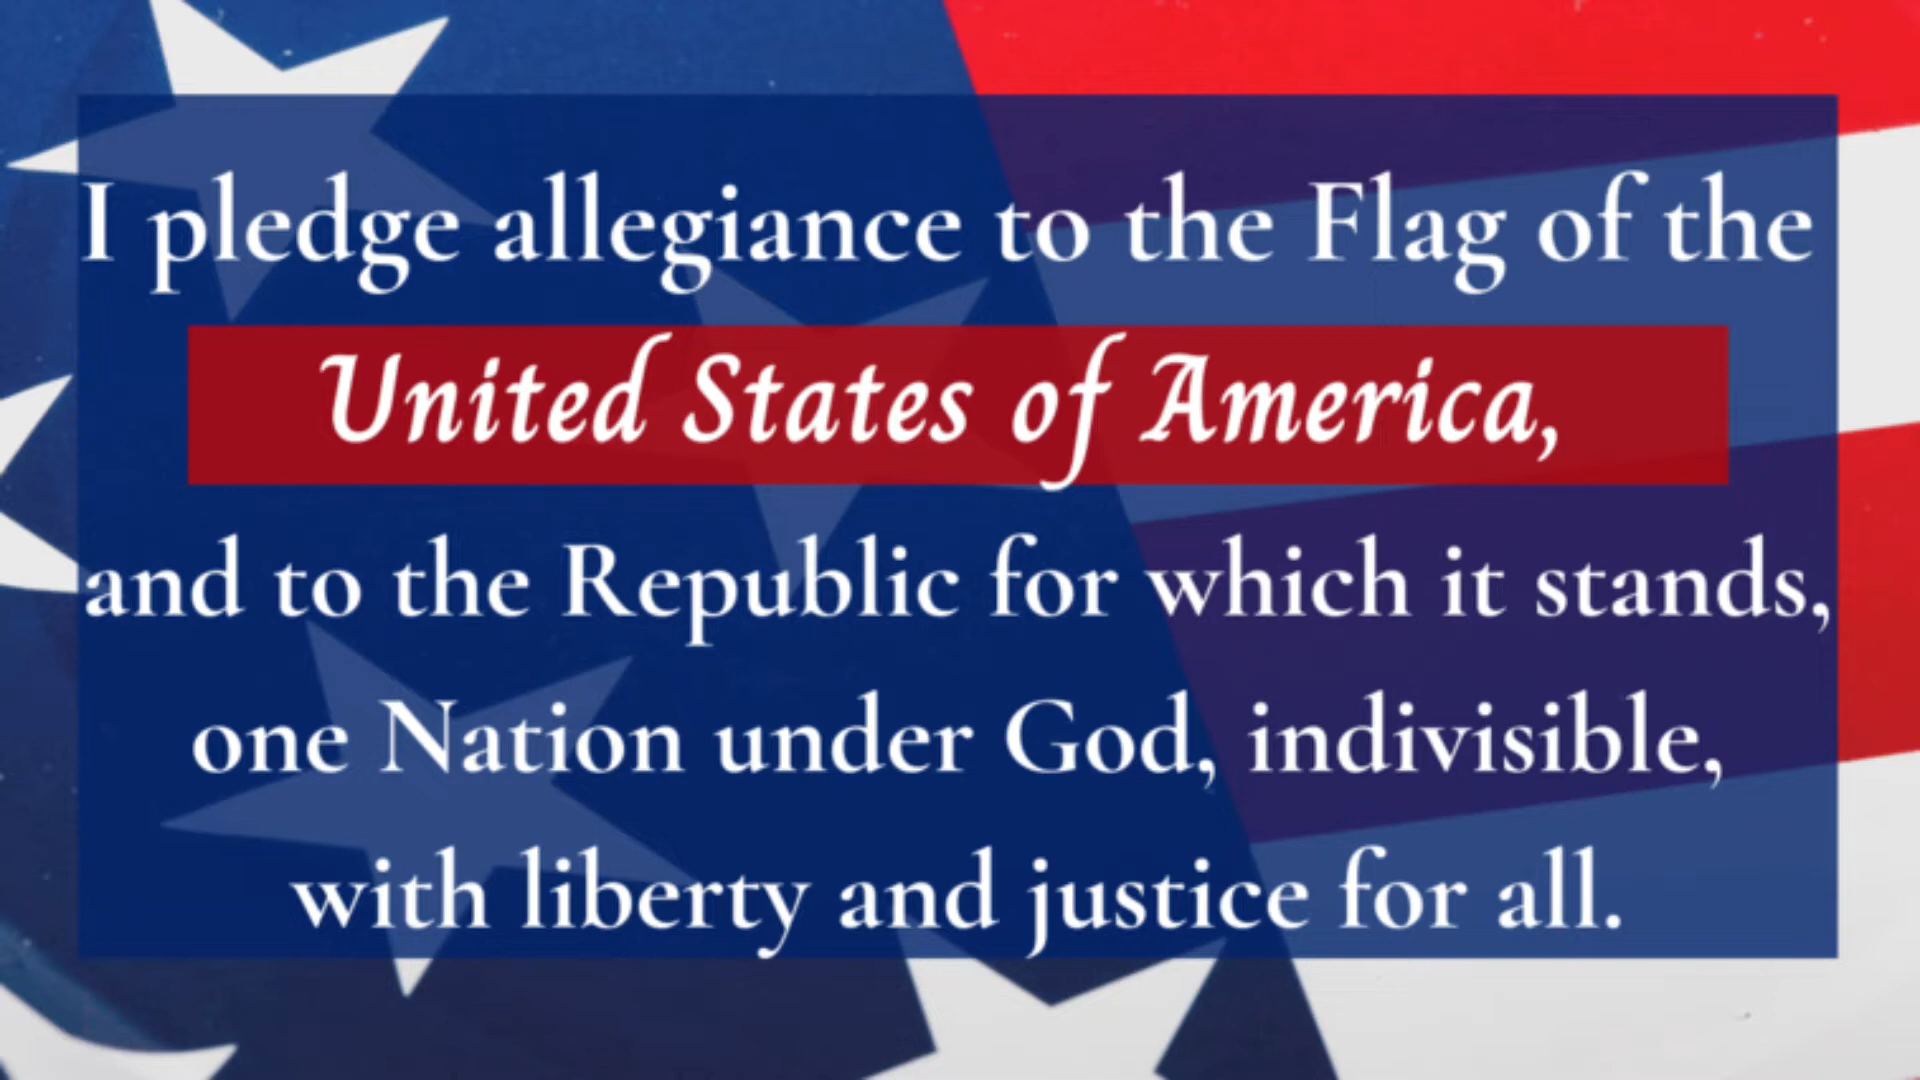 I pledge allegiance to the Flag of the
United States of America,
and to the Republic for which it stands,
one Nation under God, indivisible,
with liberty and justice for all.